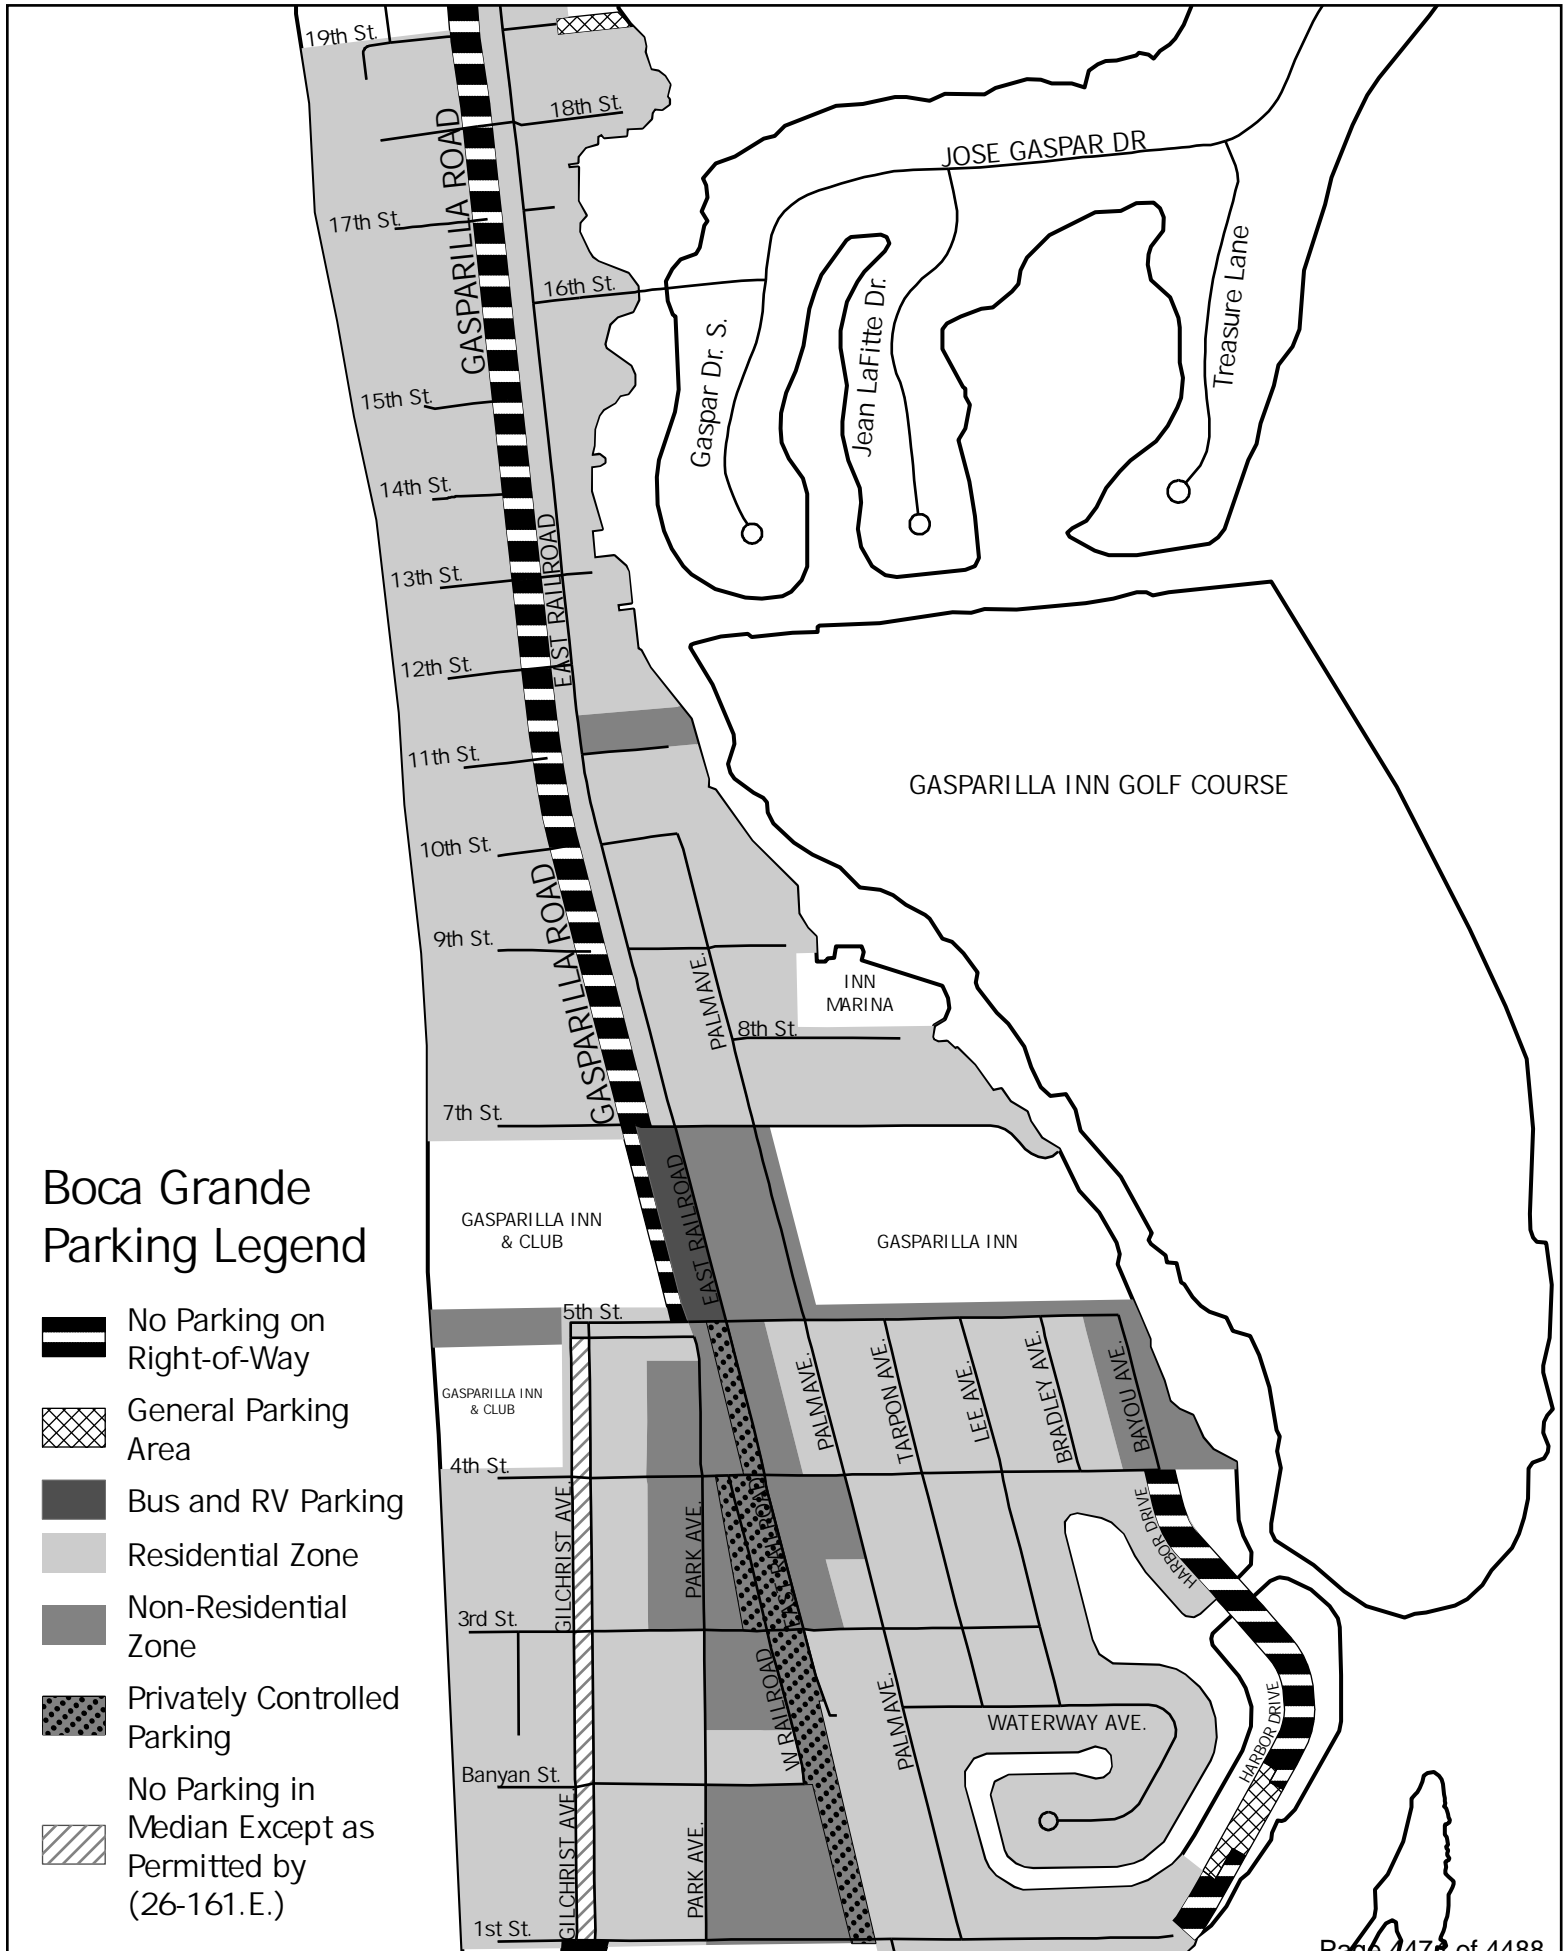 19th St.
18th St.
GASPARILLA ROAD
JOSE GASPAR DR
17th St.
16th St.
Gaspar Dr. S.
Jean LaFitte Dr.
Treasure Lane
15th St.
14th St.
EAST RAILROAD
13th St.
12th St.
11th St.
GASPARILLA INN GOLF COURSE
10th St.
GASPARILLA ROAD
9th St.
PALM AVE.
INN
MARINA
8th St.
7th St.
EAST RAILROAD
GASPARILLA INN
& CLUB
GASPARILLA INN
5th St.
GASPARILLA INN
& CLUB
PALM AVE.
TARPON AVE.
LEE AVE.
BRADLEY AVE.
BAYOU AVE.
4th St.
GILCHRIST AVE.
PARK AVE.
EAST RAILROAD
HARBOR DRIVE
3rd St.
W RAILROAD
PALM AVE.
WATERWAY AVE.
HARBOR DRIVE
Banyan St.
GILCHRIST AVE.
PARK AVE.
1st St.
Boca Grande
Parking Legend
No Parking on
Right-of-Way
General Parking
Area
Bus and RV Parking
Residential Zone
Non-Residential
Zone
Privately Controlled
Parking
No Parking in
Median Except as
Permitted by
(26-161.E.)
Page of 4488